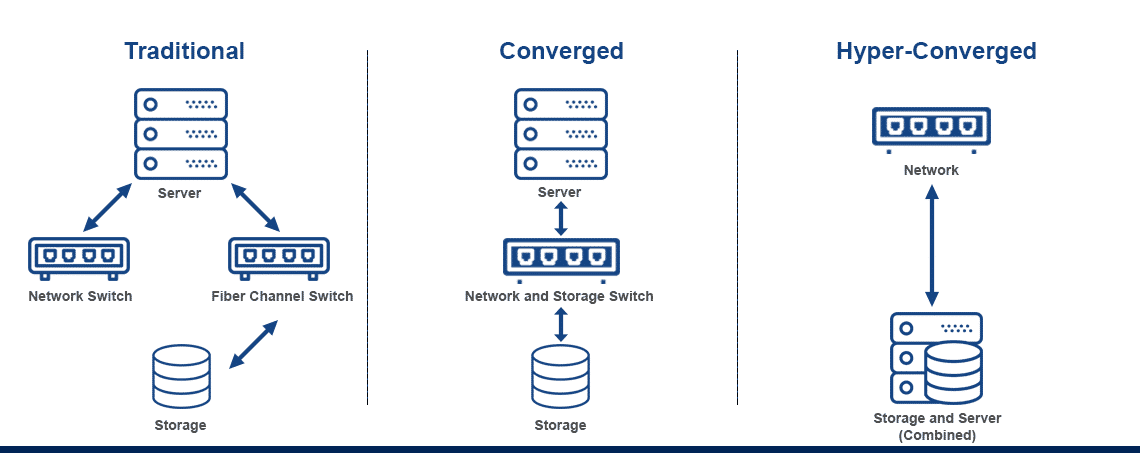 Traditional
Server
Network Switch
Fiber Channel Switch
Storage
Converged
Server
Network and Storage Switch
Storage
Hyper-Converged
Network
Storage and Server
(Combined)